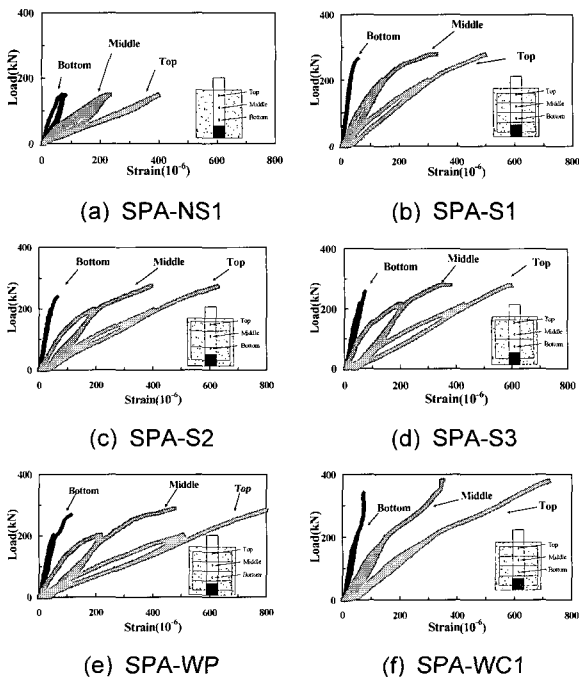 Load(kN)
400
200
0
Bottom
Middle
Top
Top
Middle
Bottom
0 200 400 600 800
Strain(10⁻⁶)
(a) SPA-NS1
Load(kN)
400
200
0
Bottom
Middle
Top
Top
Middle
Bottom
0 200 400 600 800
Strain(10⁻⁶)
(b) SPA-S1
Load(kN)
400
200
0
Bottom
Middle
Top
Top
Middle
Bottom
0 200 400 600 800
Strain(10⁻⁶)
(c) SPA-S2
Load(kN)
400
200
0
Bottom
Middle
Top
Top
Middle
Bottom
0 200 400 600 800
Strain(10⁻⁶)
(d) SPA-S3
Load(kN)
400
200
0
Bottom
Middle
Top
Top
Middle
Bottom
0 200 400 600 800
Strain(10⁻⁶)
(e) SPA-WP
Load(kN)
400
200
0
Bottom
Middle
Top
Top
Middle
Bottom
0 200 400 600 800
Strain(10⁻⁶)
(f) SPA-WC1